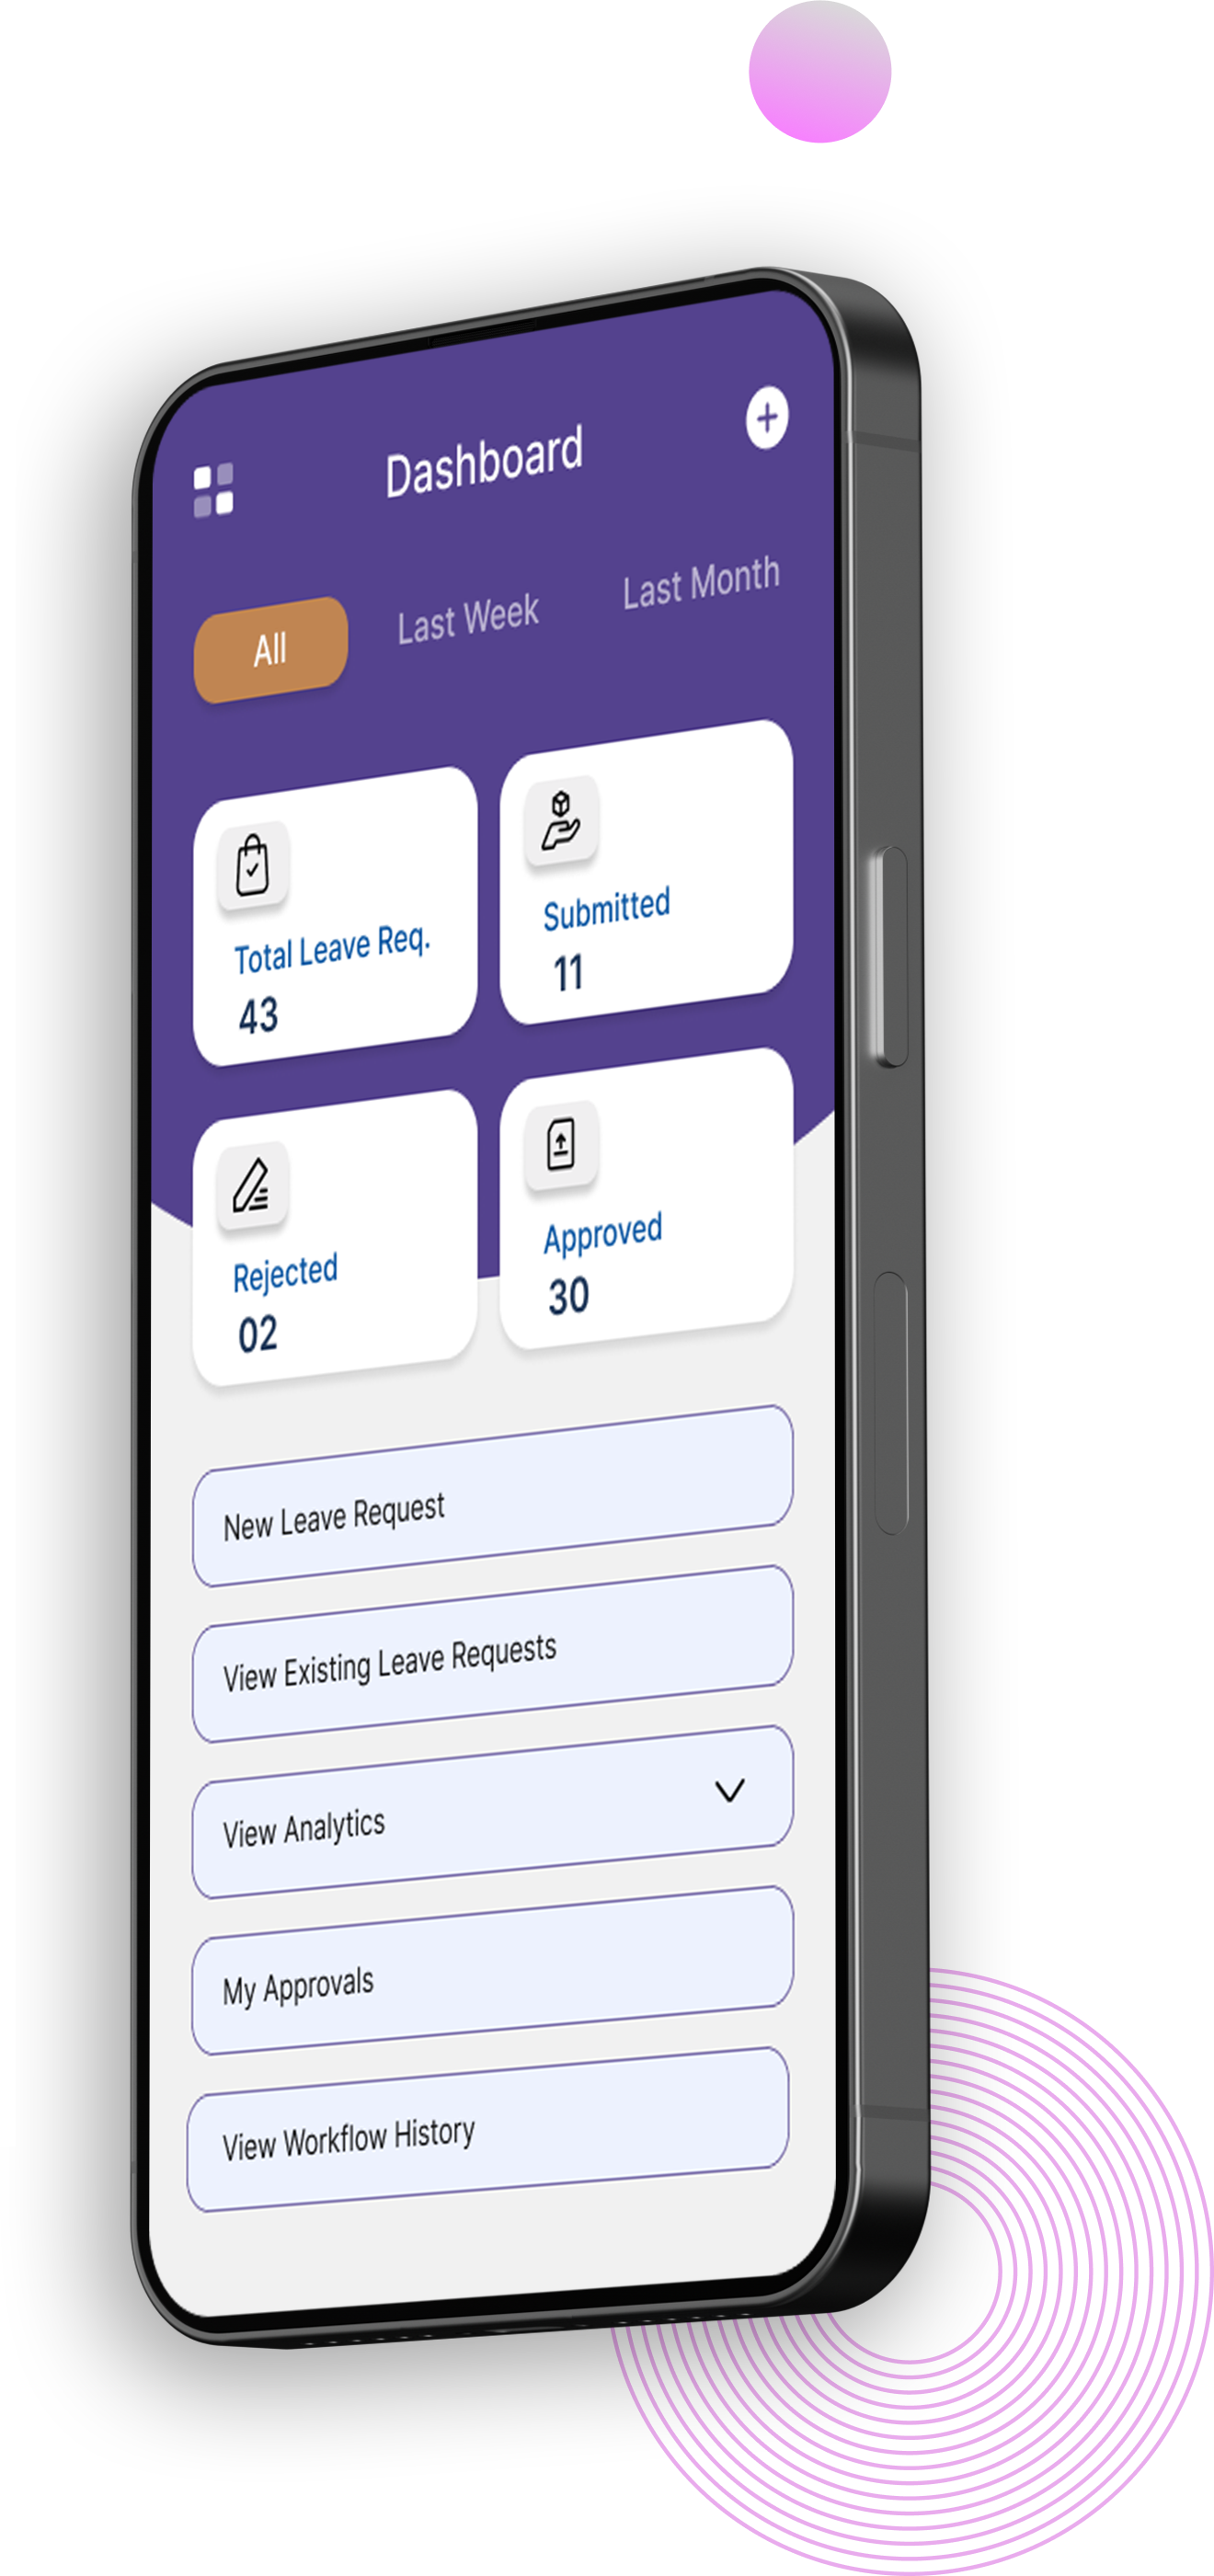 Dashboard
All
Last Week
Last Month
Total Leave Req.
43
Submitted
11
Rejected
02
Approved
30
New Leave Request
View Existing Leave Requests
View Analytics
My Approvals
View Workflow History